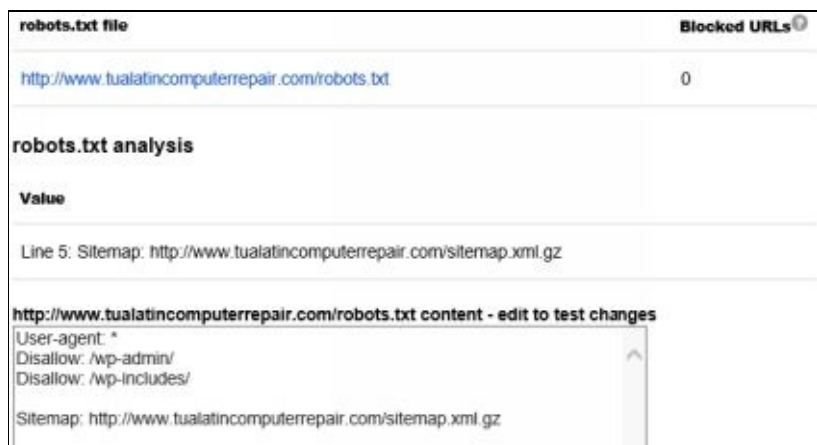 robots.txt file Blocked URLs?
http://www.tualatincomputerrepair.com/robots.txt 0
robots.txt analysis
Value
Line 5: Sitemap: http://www.tualatincomputerrepair.com/sitemap.xml.gz
http://www.tualatincomputerrepair.com/robots.txt content - edit to test changes
User-agent: *
Disallow: /wp-admin/
Disallow: /wp-includes/
Sitemap: http://www.tualatincomputerrepair.com/sitemap.xml.gz